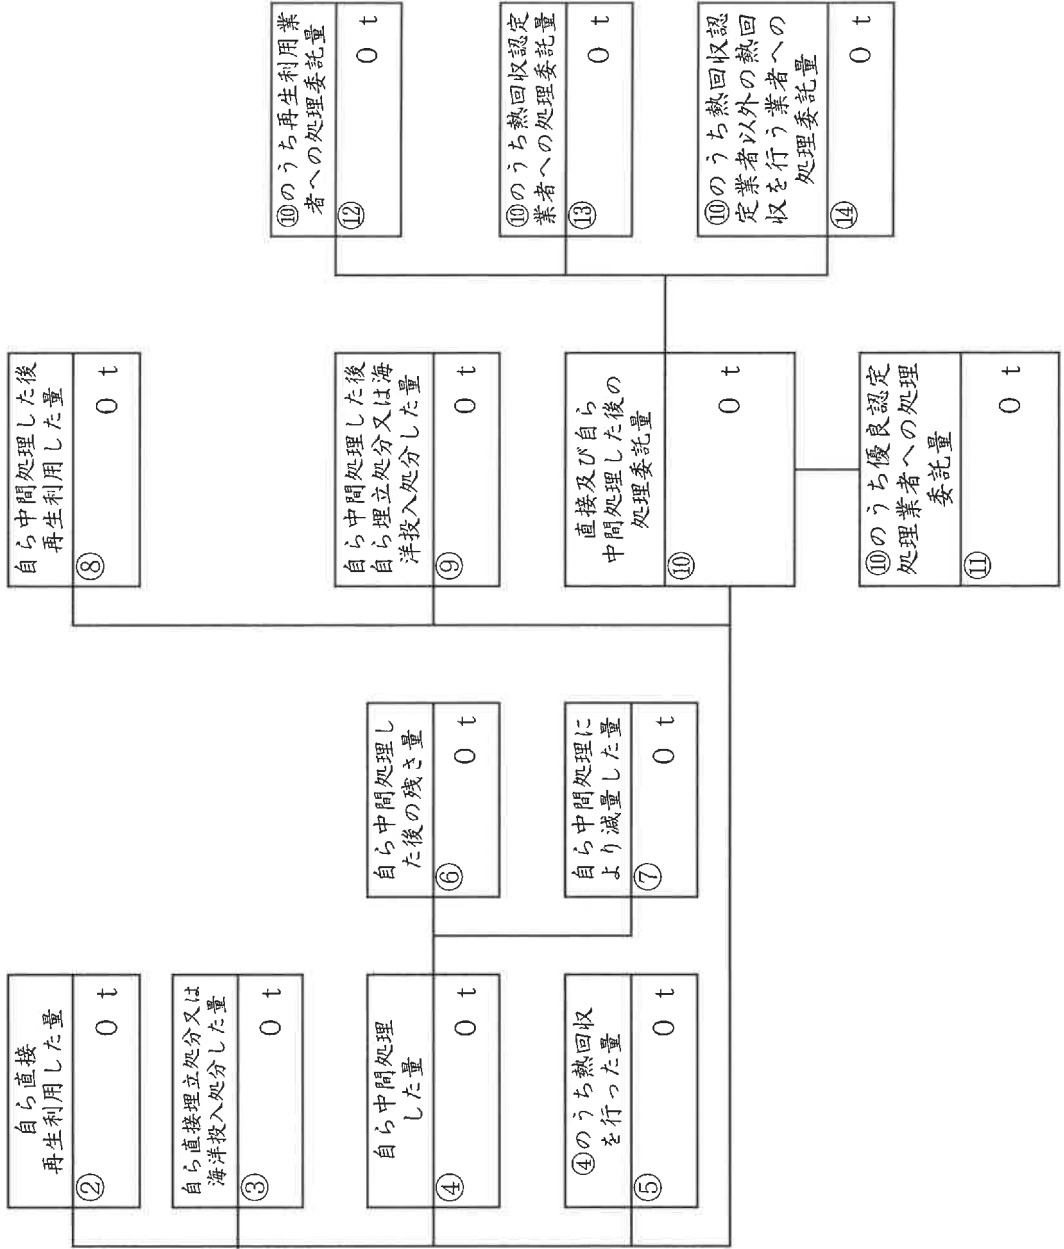 自ら直接
再生利用した量
② 0 t
自ら直接埋立処分又は
海洋投入処分した量
③ 0 t
自ら中間処理
した量
④ 0 t
④のうち熱回収
を行った量
⑤ 0 t
自ら中間処理し
た後の残さ量
⑥ 0 t
自ら中間処理に
より減量した量
⑦ 0 t
自ら中間処理した後
再生利用した量
⑧ 0 t
自ら中間処理した後
自ら埋立処分又は海
洋投入処分した量
⑨ 0 t
直接及び自ら
中間処理した後の
処理委託量
⑩ 0 t
⑩のうち優良認定
処理業者への処理
委託量
⑪ 0 t
⑩のうち再生利用業
者への処理委託量
⑫ 0 t
⑩のうち熱回収認定
業者への処理委託量
⑬ 0 t
⑩のうち熱回収認
定業者以外の熱回
収を行う業者への
処理委託量
⑭ 0 t